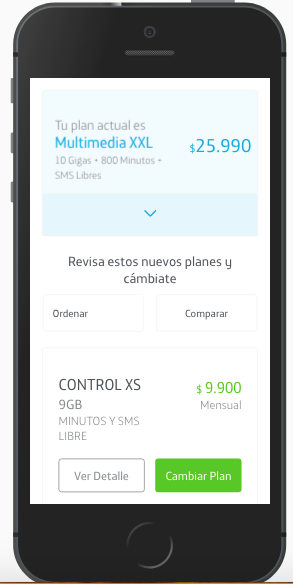 Tu plan actual es
Multimedia XXL
$25.990
10 Gigas + 800 Minutos +
SMS Libres
Revisa estos nuevos planes y
cámbiate
Ordenar
Comparar
CONTROL XS
$ 9.900
9GB
Mensual
MINUTOS Y SMS
LIBRE
Ver Detalle
Cambiar Plan